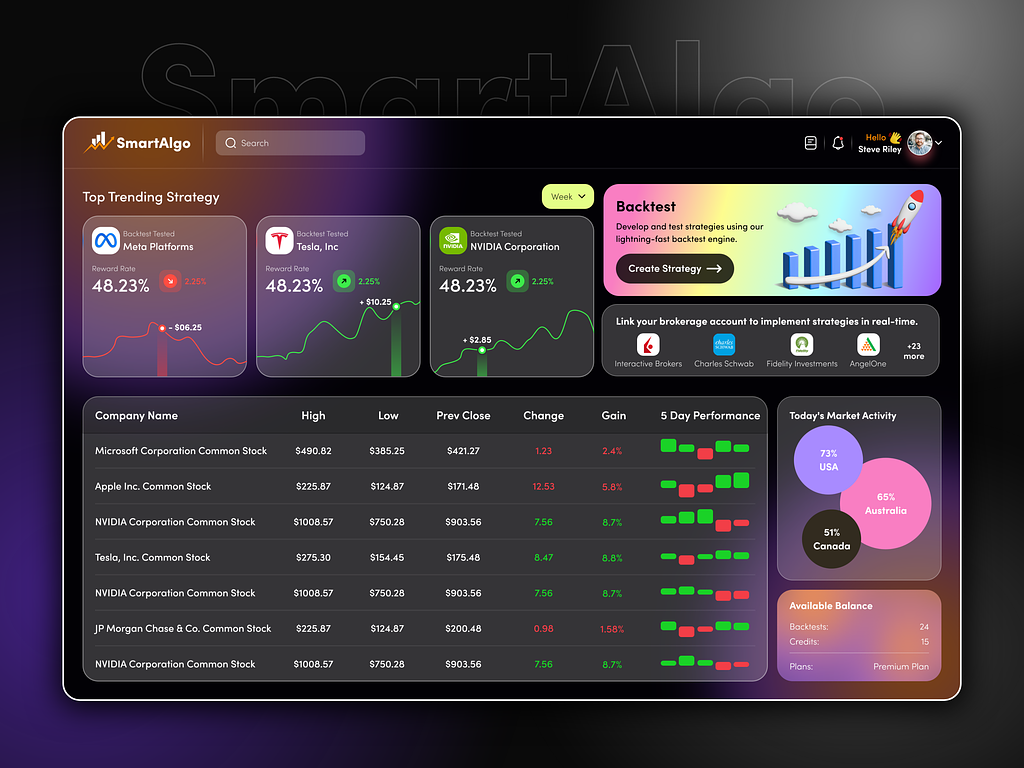 SmartAlgo
SmartAlgo
Search
Hello 👋
Steve Riley
Top Trending Strategy
Week
Backtest Tested
Meta Platforms
Reward Rate
48.23%
2.25%
- $06.25
Backtest Tested
Tesla, Inc
Reward Rate
48.23%
2.25%
+ $10.25
NVIDIA
Backtest Tested
NVIDIA Corporation
Reward Rate
48.23%
2.25%
+ $2.85
Backtest
Develop and test strategies using our
lightning-fast backtest engine.
Create Strategy
Link your brokerage account to implement strategies in real-time.
Interactive Brokers
charles
SCHWAB
Charles Schwab
Fidelity
Fidelity Investments
AngelOne
+23
more
Company Name High Low Prev Close Change Gain 5 Day Performance
Microsoft Corporation Common Stock $490.82 $385.25 $421.27 1.23 2.4%
Apple Inc. Common Stock $225.87 $124.87 $171.48 12.53 5.8%
NVIDIA Corporation Common Stock $1008.57 $750.28 $903.56 7.56 8.7%
Tesla, Inc. Common Stock $275.30 $154.45 $175.48 8.47 8.8%
NVIDIA Corporation Common Stock $1008.57 $750.28 $903.56 7.56 8.7%
JP Morgan Chase & Co. Common Stock $225.87 $124.87 $200.48 0.98 1.58%
NVIDIA Corporation Common Stock $1008.57 $750.28 $903.56 7.56 8.7%
Today's Market Activity
73%
USA
65%
Australia
51%
Canada
Available Balance
Backtests: 24
Credits: 15
Plans: Premium Plan